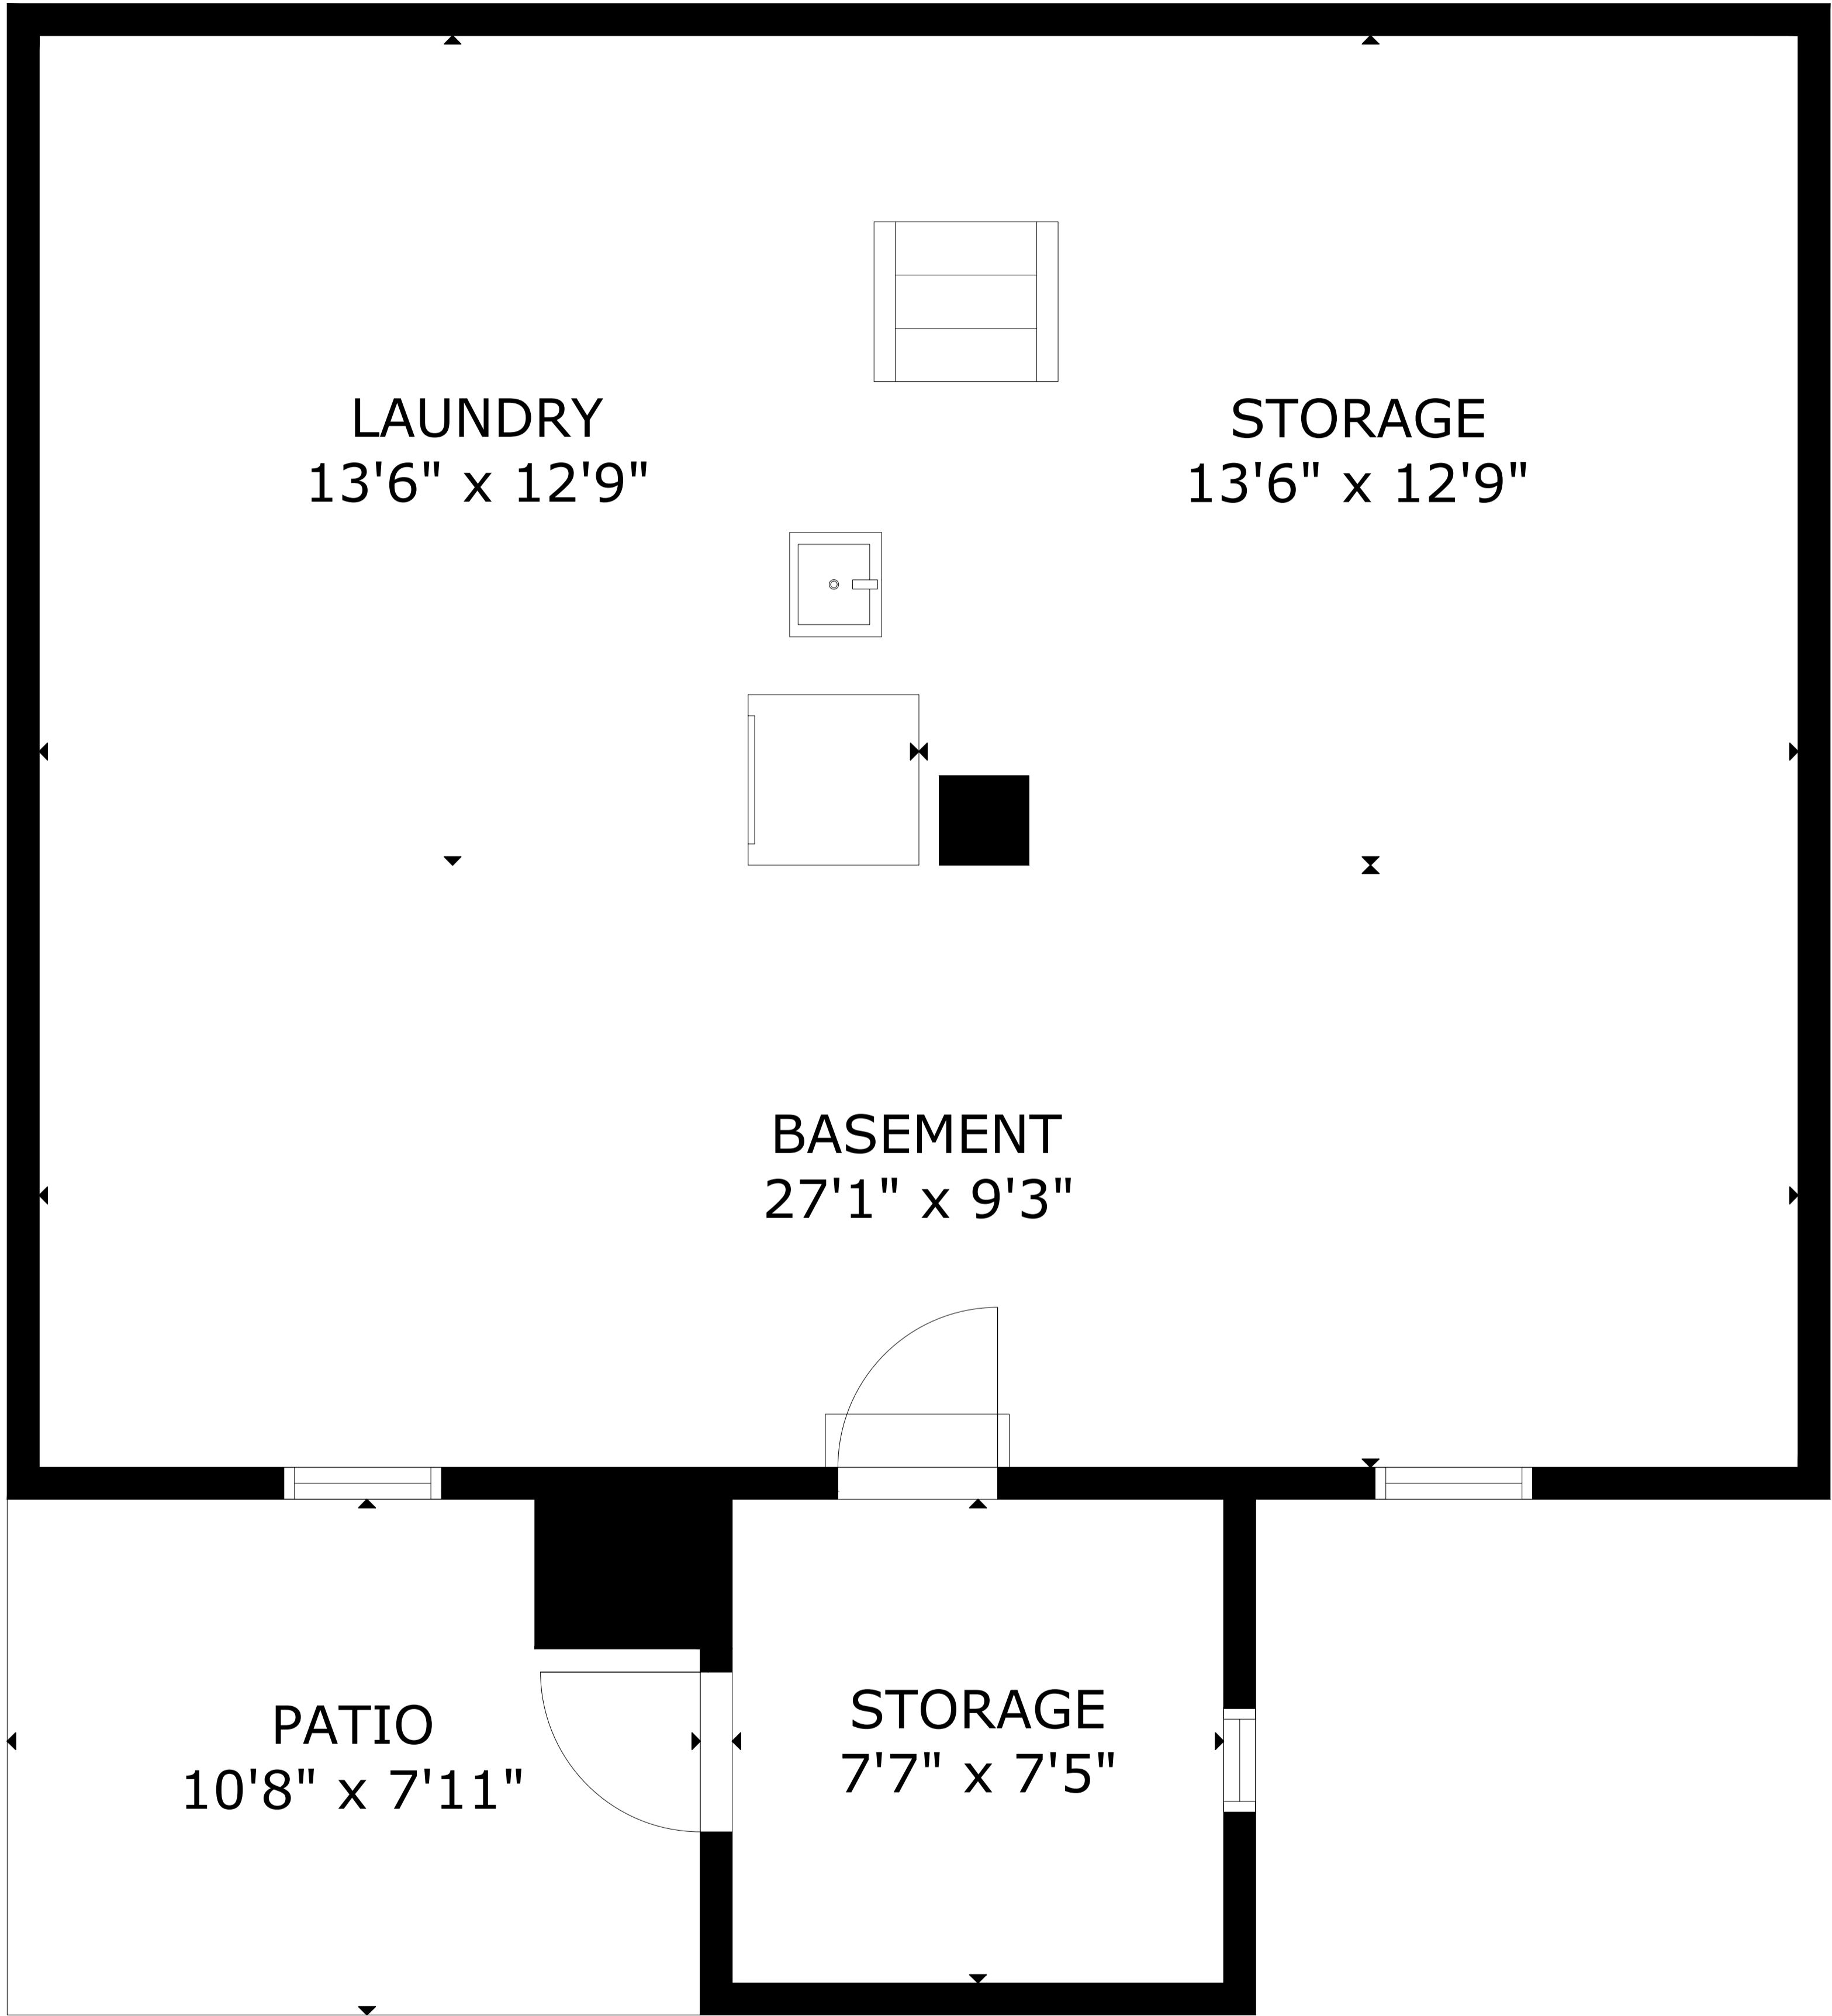 LAUNDRY
13'6" x 12'9"
STORAGE
13'6" x 12'9"
BASEMENT
27'1" x 9'3"
PATIO
10'8" x 7'11"
STORAGE
7'7" x 7'5"